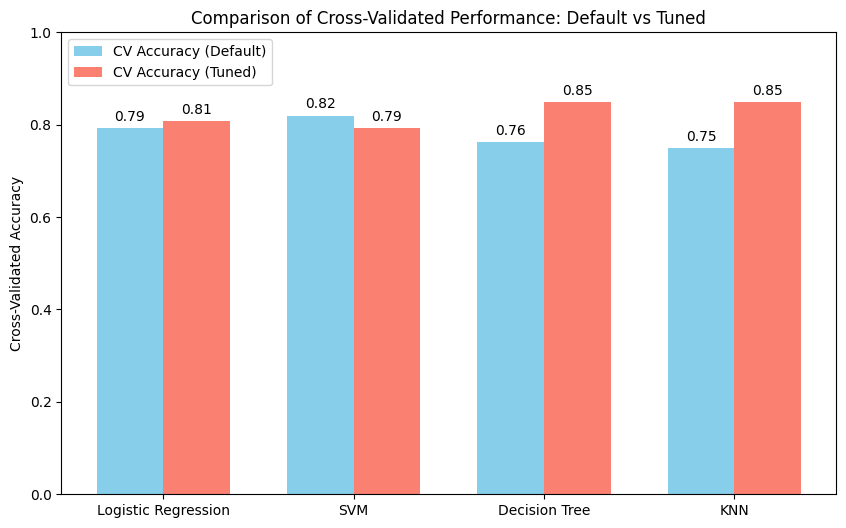 Comparison of Cross-Validated Performance: Default vs Tuned
1.0
CV Accuracy (Default)
CV Accuracy (Tuned)
0.79
0.81
0.82
0.79
0.76
0.85
0.75
0.85
0.8
0.6
0.4
0.2
0.0
Cross-Validated Accuracy
Logistic Regression
SVM
Decision Tree
KNN